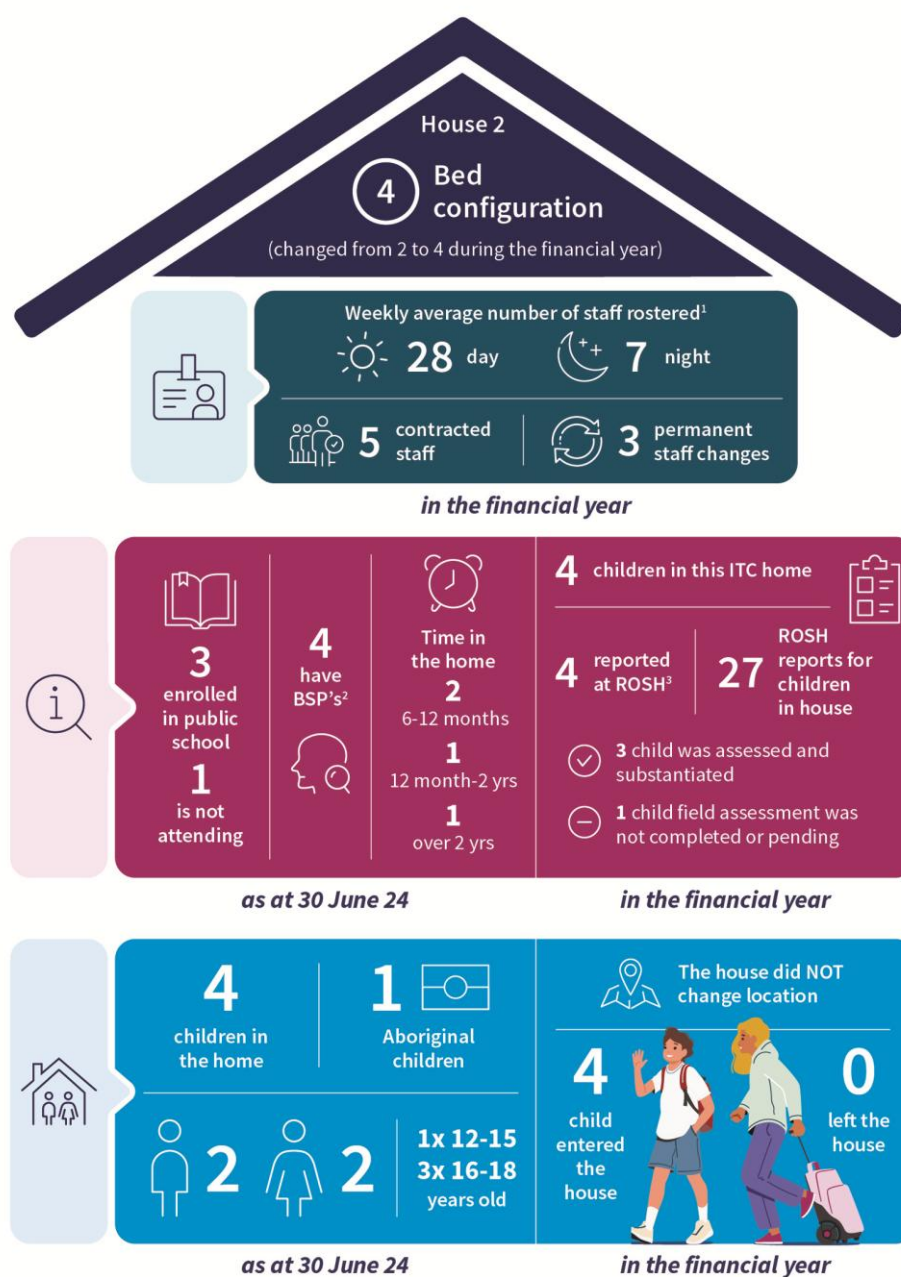 House 2
4 Bed
configuration
(changed from 2 to 4 during the financial year)
Weekly average number of staff rostered¹
28 day
7 night
5 contracted
staff
3 permanent
staff changes
in the financial year
3
enrolled
in public
school
1
is not
attending
4
have
BSP's²
Time in
the home
2
6-12 months
1
12 month-2 yrs
1
over 2 yrs
4 children in this ITC home
4 reported
at ROSH³
27 ROSH
reports for
children
in house
3 child was assessed and
substantiated
1 child field assessment was
not completed or pending
as at 30 June 24
in the financial year
4
children in
the home
1
Aboriginal
children
2
2
1x 12-15
3x 16-18
years old
The house did NOT
change location
4
child
entered
the
house
0
left the
house
as at 30 June 24
in the financial year